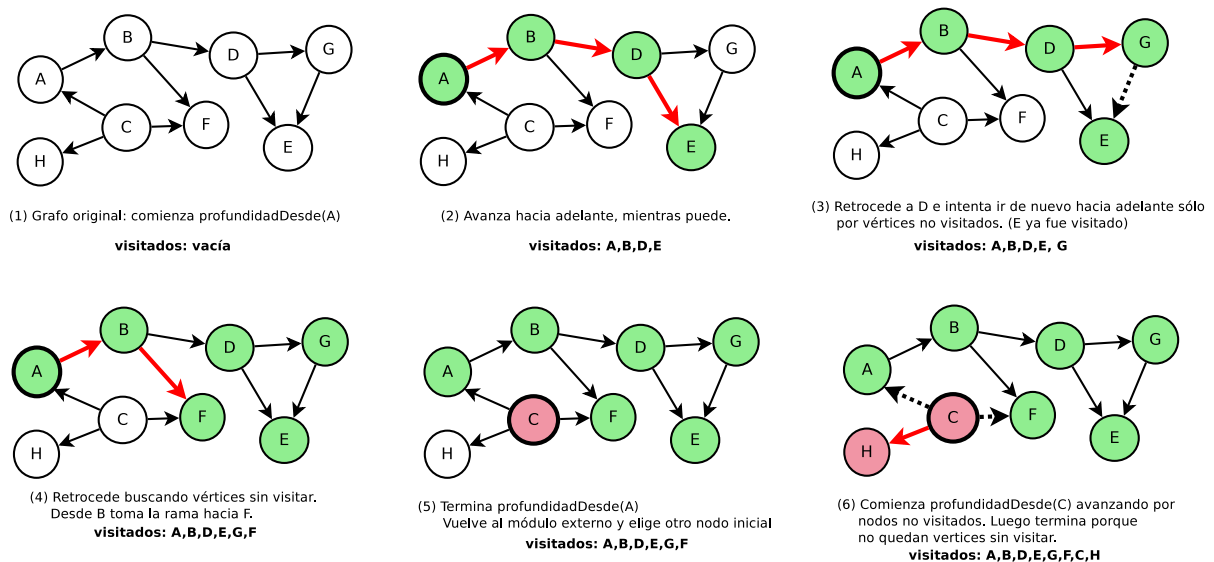 A
B
C
D
E
F
G
H
(1) Grafo original: comienza profundidadDesde(A)
visitados: vacía
A
B
C
D
E
F
G
H
(2) Avanza hacia adelante, mientras puede.
visitados: A,B,D,E
A
B
C
D
E
F
G
H
(3) Retrocede a D e intenta ir de nuevo hacia adelante sólo
por vértices no visitados. (E ya fue visitado)
visitados: A,B,D,E, G
A
B
C
D
E
F
G
H
(4) Retrocede buscando vértices sin visitar.
Desde B toma la rama hacia F.
visitados: A,B,D,E,G,F
A
B
C
D
E
F
G
H
(5) Termina profundidadDesde(A)
Vuelve al módulo externo y elige otro nodo inicial
visitados: A,B,D,E,G,F
A
B
C
D
E
F
G
H
(6) Comienza profundidadDesde(C) avanzando por
nodos no visitados. Luego termina porque
no quedan vertices sin visitar.
visitados: A,B,D,E,G,F,C,H